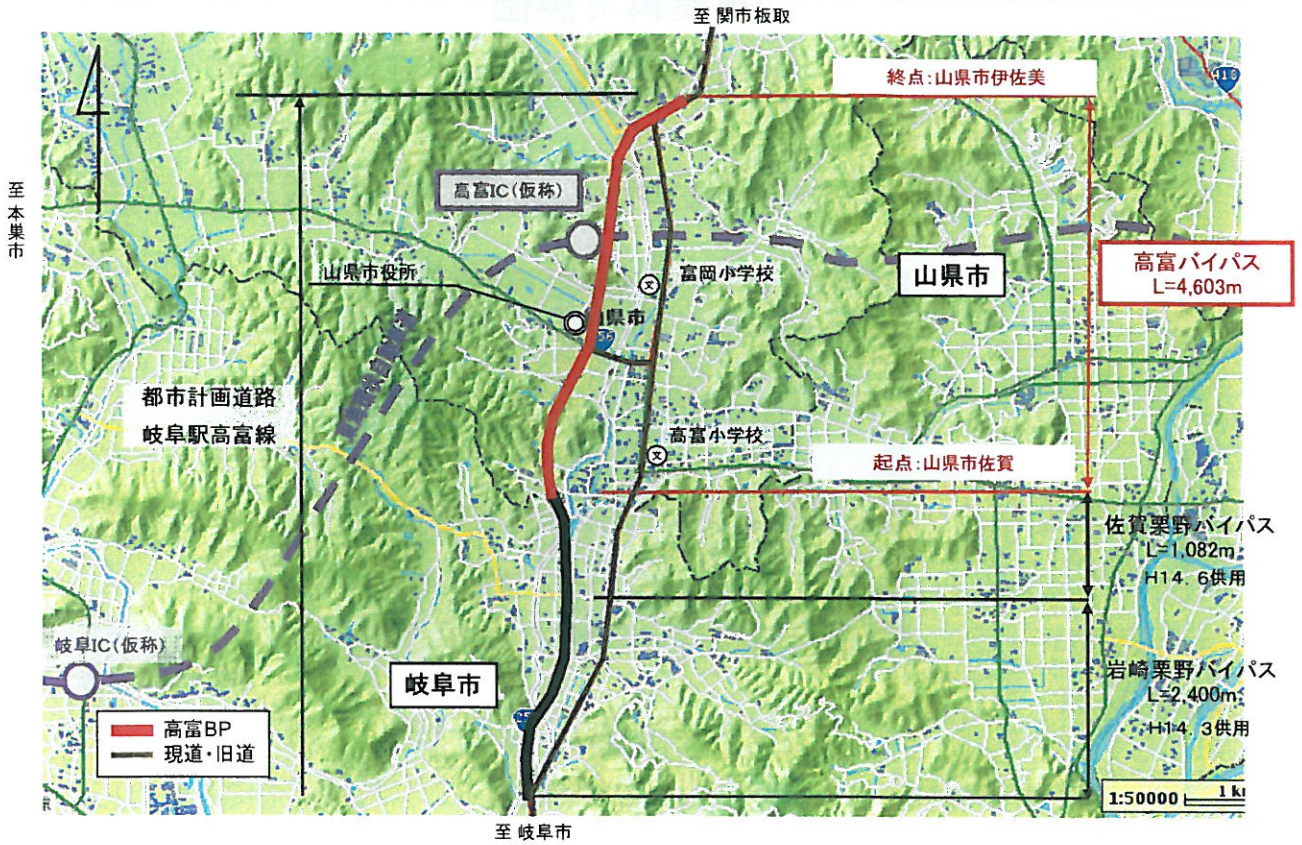 至 関市板取
終点:山県市伊佐美
418
至 本巣市
高富IC(仮称)
山県市役所
富岡小学校
山県市
高富バイパス
L=4,603m
都市計画道路
岐阜駅高富線
高富小学校
起点:山県市佐賀
佐賀栗野バイパス
L=1,082m
H14. 6供用
岐阜IC(仮称)
岐阜市
岩崎栗野バイパス
L=2,400m
H14. 3供用
高富BP
現道・旧道
1:50000
至 岐阜市